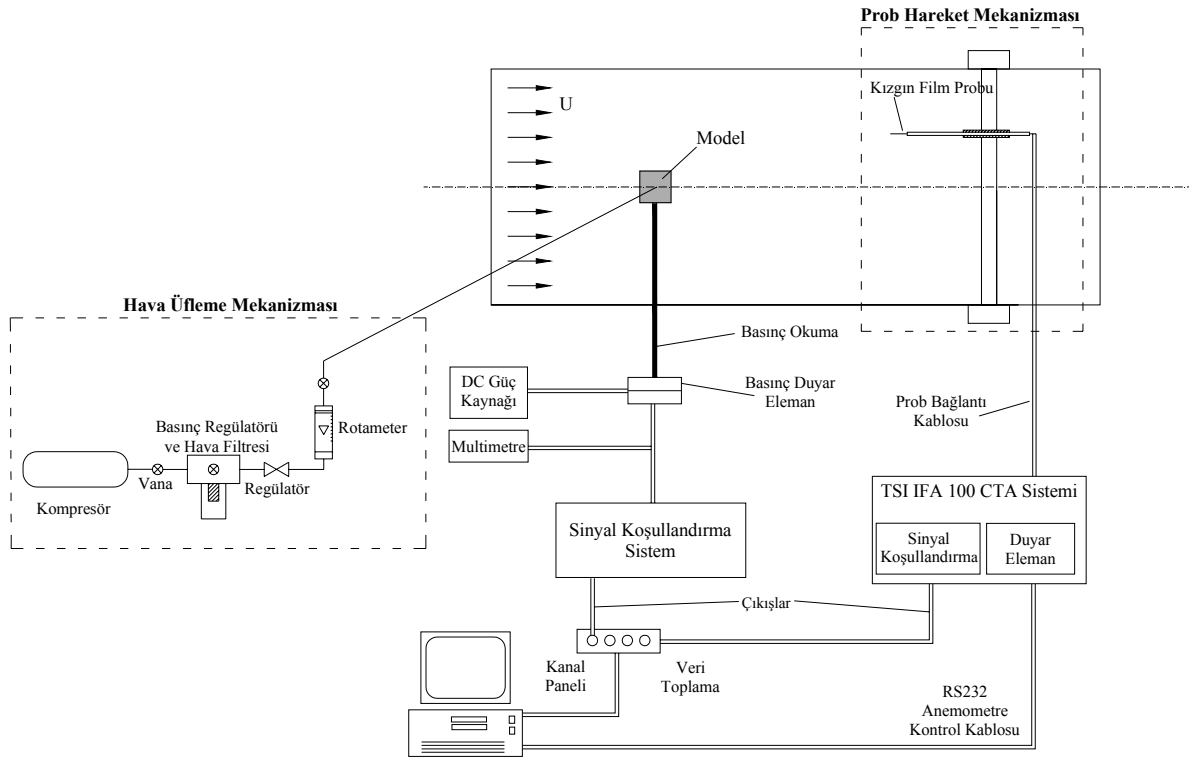 Prob Hareket Mekanizması
Kızgın Film Probu
U
Model
Hava Üfleme Mekanizması
Basınç Okuma
DC Güç
Kaynağı
Basınç Duyar
Eleman
Prob Bağlantı
Kablosu
Basınç Regülatörü
ve Hava Filtresi
Rotameter
Multimetre
Vana
Regülatör
Kompresör
TSI IFA 100 CTA Sistemi
Sinyal Koşullandırma
Sistem
Sinyal
Koşullandırma
Duyar
Eleman
Çıkışlar
Kanal
Paneli
Veri
Toplama
RS232
Anemometre
Kontrol Kablosu